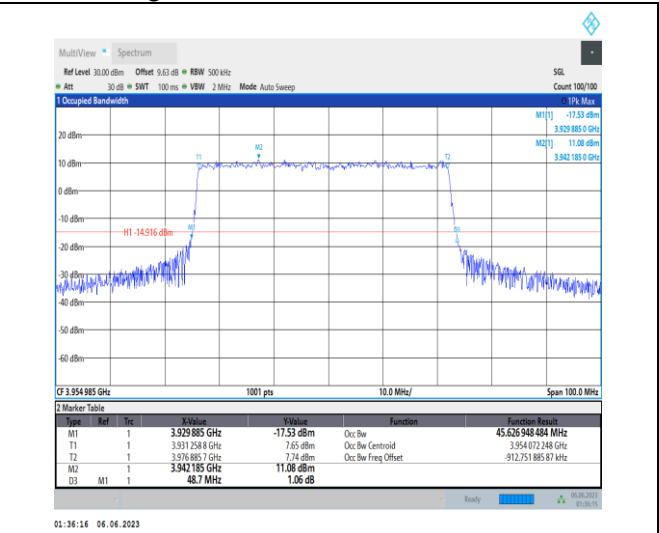 MultiView Spectrum
Ref Level 30.00 dBm Offset 9.63 dB RBW 500 kHz SGL
Att 30 dB SWT 100 ms VBW 2 MHz Mode Auto Sweep Count 100/100
1 Occupied Bandwidth 1Pk Max
M1[1] -17.53 dBm
3.929 885 0 GHz
M2[1] 11.08 dBm
3.942 185 0 GHz
20 dBm
M2
T1 T2
10 dBm
0 dBm
-10 dBm
H1 -14.916 dBm M1
-20 dBm
-30 dBm
-40 dBm
-50 dBm
-60 dBm
CF 3.954 985 GHz 1001 pts 10.0 MHz/ Span 100.0 MHz
2 Marker Table
Type Ref Trc X-Value Y-Value Function Function Result
M1 1 3.929 885 GHz -17.53 dBm Occ Bw 45.626 948 484 MHz
T1 1 3.931 258 8 GHz 7.65 dBm Occ Bw Centroid 3.954 072 248 GHz
T2 1 3.976 885 7 GHz 7.74 dBm Occ Bw Freq Offset -912.751 885 87 kHz
M2 1 3.942 185 GHz 11.08 dBm
D3 M1 1 48.7 MHz 1.06 dB
Ready 06.06.2023
01:36:15
01:36:16 06.06.2023